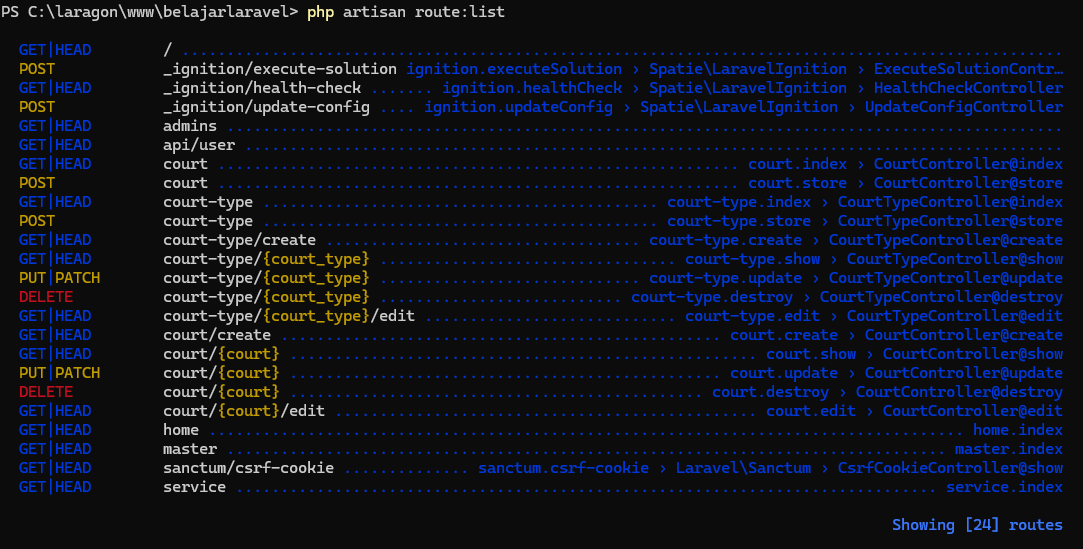 PS C:\laragon\www\belajarlaravel> php artisan route:list
GET|HEAD / ..................................................................................................
POST _ignition/execute-solution ignition.executeSolution › Spatie\LaravelIgnition › ExecuteSolutionContr…
GET|HEAD _ignition/health-check ....... ignition.healthCheck › Spatie\LaravelIgnition › HealthCheckController
POST _ignition/update-config .... ignition.updateConfig › Spatie\LaravelIgnition › UpdateConfigController
GET|HEAD admins .............................................................................................
GET|HEAD api/user ...........................................................................................
GET|HEAD court .......................................................... court.index › CourtController@index
POST court .......................................................... court.store › CourtController@store
GET|HEAD court-type ............................................ court-type.index › CourtTypeController@index
POST court-type ............................................ court-type.store › CourtTypeController@store
GET|HEAD court-type/create ................................... court-type.create › CourtTypeController@create
GET|HEAD court-type/{court_type} ................................. court-type.show › CourtTypeController@show
PUT|PATCH court-type/{court_type} ............................. court-type.update › CourtTypeController@update
DELETE court-type/{court_type} ........................... court-type.destroy › CourtTypeController@destroy
GET|HEAD court-type/{court_type}/edit ............................ court-type.edit › CourtTypeController@edit
GET|HEAD court/create ................................................. court.create › CourtController@create
GET|HEAD court/{court} .................................................... court.show › CourtController@show
PUT|PATCH court/{court} ................................................ court.update › CourtController@update
DELETE court/{court} .............................................. court.destroy › CourtController@destroy
GET|HEAD court/{court}/edit ............................................... court.edit › CourtController@edit
GET|HEAD home .................................................................................... home.index
GET|HEAD master ................................................................................ master.index
GET|HEAD sanctum/csrf-cookie .............. sanctum.csrf-cookie › Laravel\Sanctum › CsrfCookieController@show
GET|HEAD service .............................................................................. service.index
Showing [24] routes